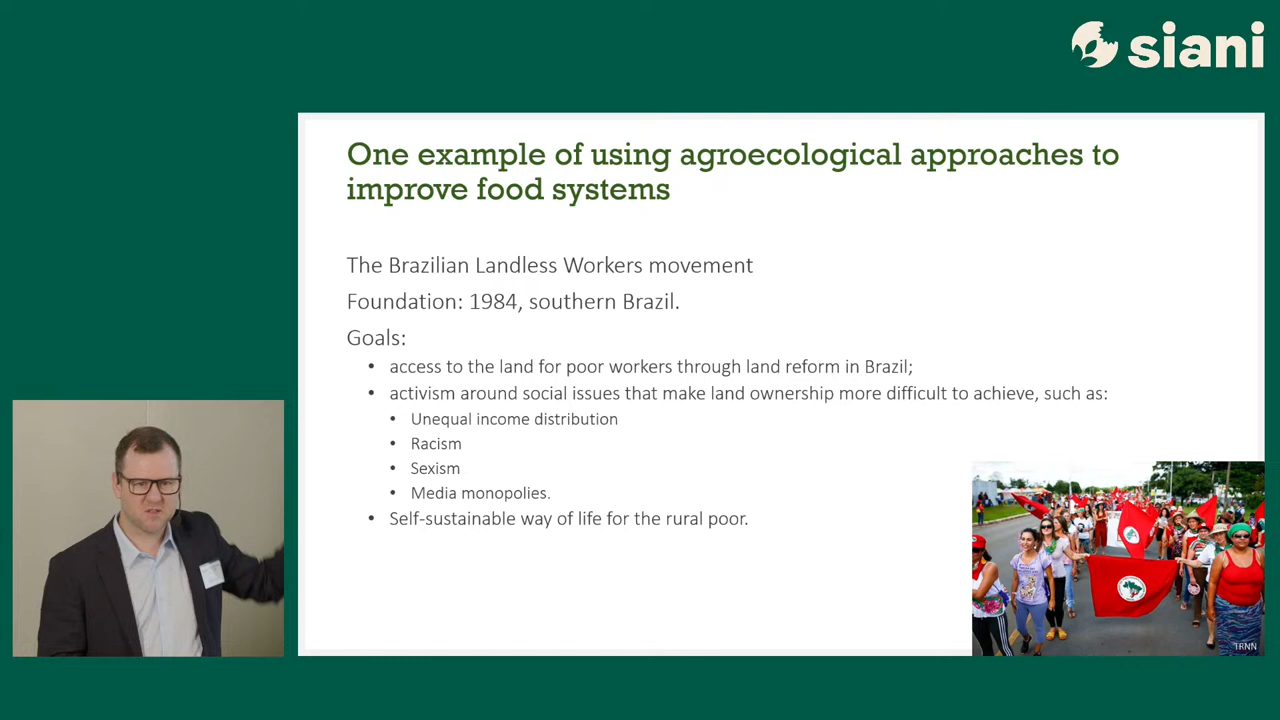 siani
One example of using agroecological approaches to
improve food systems
The Brazilian Landless Workers movement
Foundation: 1984, southern Brazil.
Goals:
• access to the land for poor workers through land reform in Brazil;
• activism around social issues that make land ownership more difficult to achieve, such as:
• Unequal income distribution
• Racism
• Sexism
• Media monopolies.
• Self-sustainable way of life for the rural poor.
TRNN